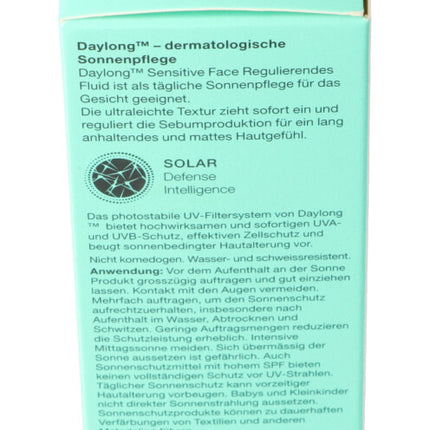 Daylong™ – dermatologische
Sonnenpflege
Daylong™ Sensitive Face Regulierendes
Fluid ist als tägliche Sonnenpflege für das
Gesicht geeignet.
Die ultraleichte Textur zieht sofort ein und
reguliert die Sebumproduktion für ein lang
anhaltendes und mattes Hautgefühl.
SOLAR
Defense
Intelligence
Das photostabile UV-Filtersystem von Daylong
™ bietet hochwirksamen und sofortigen UVA-
und UVB-Schutz, effektiven Zellschutz und
beugt sonnenbedingter Hautalterung vor.
Nicht komedogen. Wasser- und schweissresistent.
Anwendung: Vor dem Aufenthalt an der Sonne
Produkt grosszügig auftragen und gut einziehen
lassen. Kontakt mit den Augen vermeiden.
Mehrfach auftragen, um den Sonnenschutz
aufrechtzuerhalten, insbesondere nach
Aufenthalt im Wasser, Abtrocknen und
Schwitzen. Geringe Auftragsmengen reduzieren
die Schutzleistung erheblich. Intensive
Mittagssonne meiden. Sich übermässig der
Sonne aussetzen ist gefährlich. Auch
Sonnenschutzmittel mit hohem SPF bieten
keinen vollständigen Schutz vor UV-Strahlen.
Täglicher Sonnenschutz kann vorzeitiger
Hautalterung vorbeugen. Babys und Kleinkinder
nicht direkter Sonnenstrahlung aussetzen.
Sonnenschutzprodukte können zu dauerhaften
Verfärbungen von Textilien und anderen